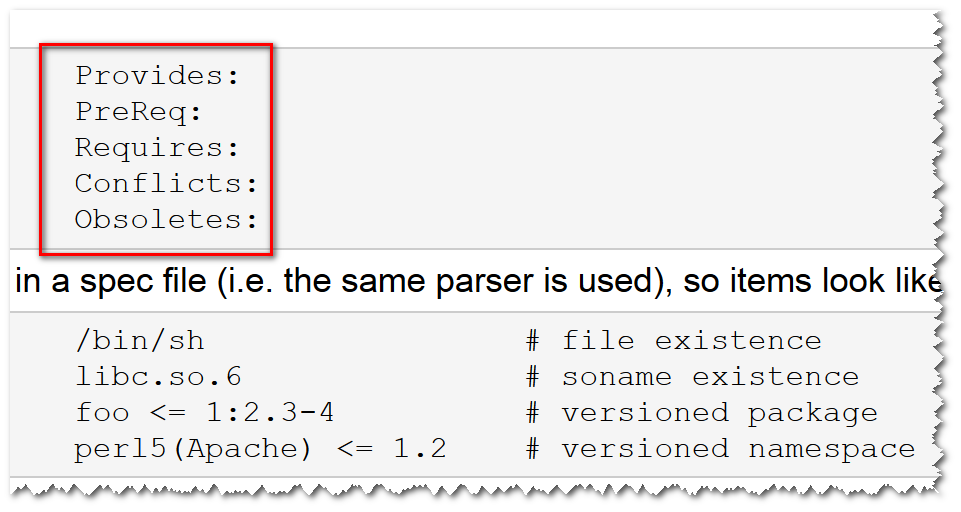 Provides:
PreReq:
Requires:
Conflicts:
Obsoletes:
in a spec file (i.e. the same parser is used), so items look like
/bin/sh # file existence
libc.so.6 # soname existence
foo <= 1:2.3-4 # versioned package
perl5(Apache) <= 1.2 # versioned namespace